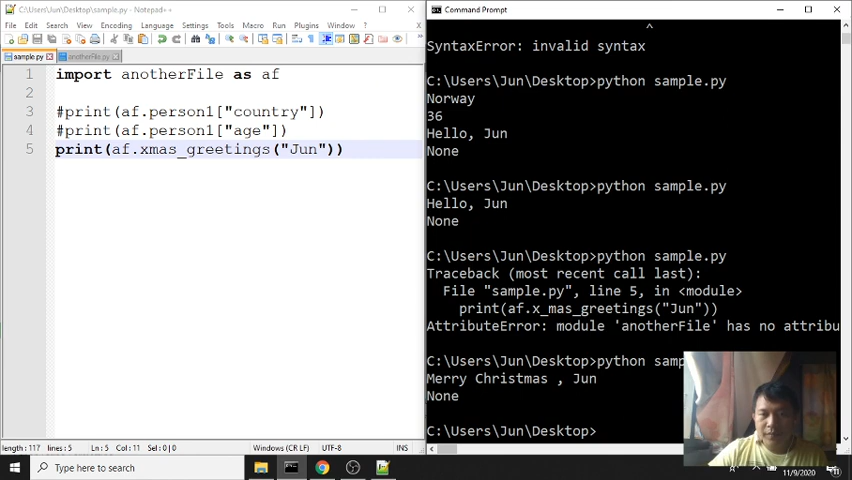 C:\Users\Jun\Desktop\sample.py - Notepad++
File Edit Search View Encoding Language Settings Tools Macro Run Plugins Window ?
sample.py
anotherFile.py
1 import anotherFile as af
2
3 #print(af.person1["country"])
4 #print(af.person1["age"])
5 print(af.xmas_greetings("Jun"))
length : 117 lines : 5 Ln : 5 Col : 11 Sel : 0 | 0 Windows (CR LF) UTF-8 INS
Command Prompt
^
SyntaxError: invalid syntax
C:\Users\Jun\Desktop>python sample.py
Norway
36
Hello, Jun
None
C:\Users\Jun\Desktop>python sample.py
Hello, Jun
None
C:\Users\Jun\Desktop>python sample.py
Traceback (most recent call last):
File "sample.py", line 5, in <module>
print(af.x_mas_greetings("Jun"))
AttributeError: module 'anotherFile' has no attribu
C:\Users\Jun\Desktop>python samp
Merry Christmas , Jun
None
C:\Users\Jun\Desktop>
Type here to search
11/9/2020